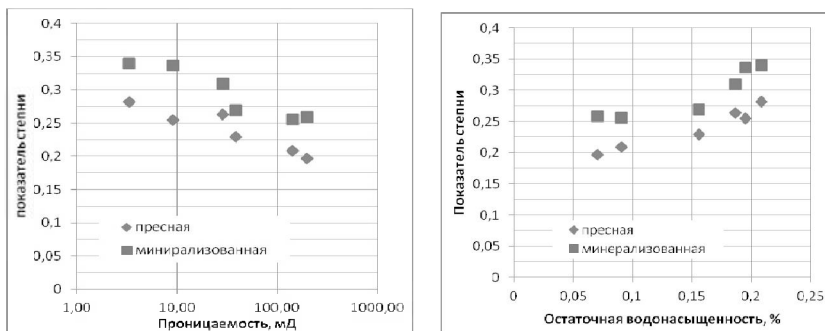 0,4
0,35
0,3
0,25
0,2
0,15
0,1
0,05
0
показатель степни
пресная
минирализованная
1,00 10,00 100,00 1000,00
Проницаемость, мД
0,4
0,35
0,3
0,25
0,2
0,15
0,1
0,05
0
Показатель степни
пресная
минерализованная
0 0,05 0,1 0,15 0,2 0,25
Остаточная водонасыщенность, %